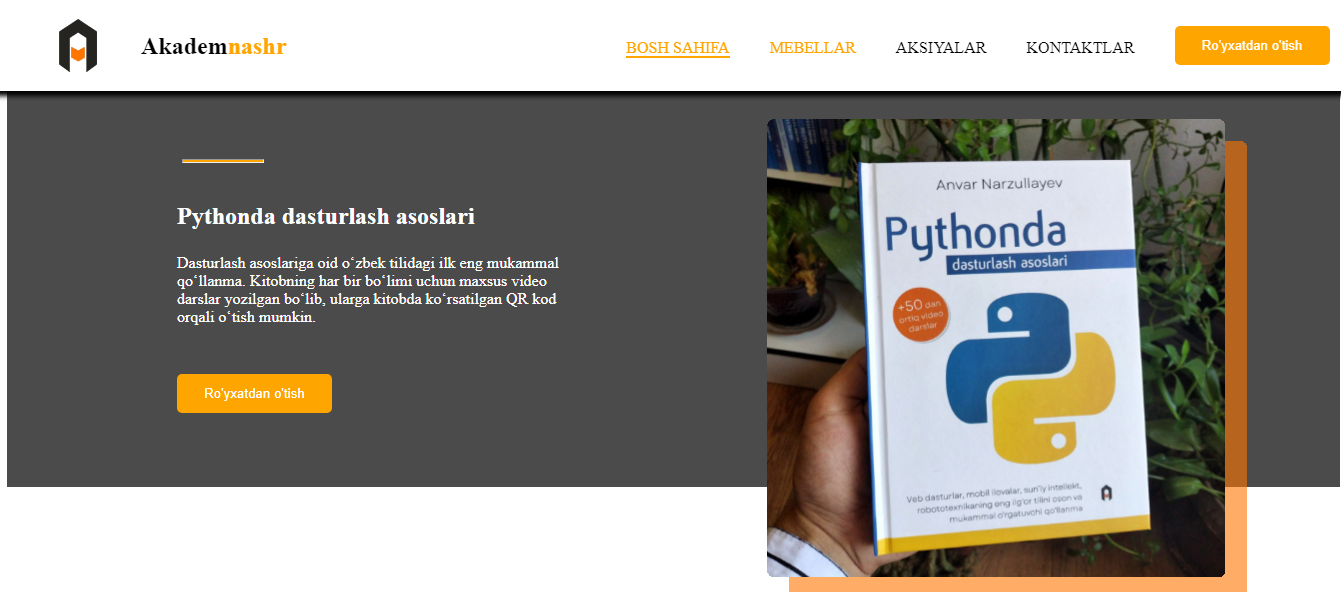 Akademnashr
BOSH SAHIFA
MEBELLAR
AKSIYALAR
KONTAKTLAR
Ro'yxatdan o'tish
Pythonda dasturlash asoslari
Dasturlash asoslariga oid oʻzbek tilidagi ilk eng mukammal
qoʻllanma. Kitobning har bir boʻlimi uchun maxsus video
darslar yozilgan boʻlib, ularga kitobda koʻrsatilgan QR kod
orqali oʻtish mumkin.
Ro'yxatdan o'tish
Anvar Narzullayev
Pythonda
dasturlash asoslari
+50 dan
ortiq video
darslar
Veb dasturlar, mobil ilovalar, sun'iy intellekt,
robototexnikaning eng ilg'or tilini oson va
mukammal o'rgatuvchi qo'llanma